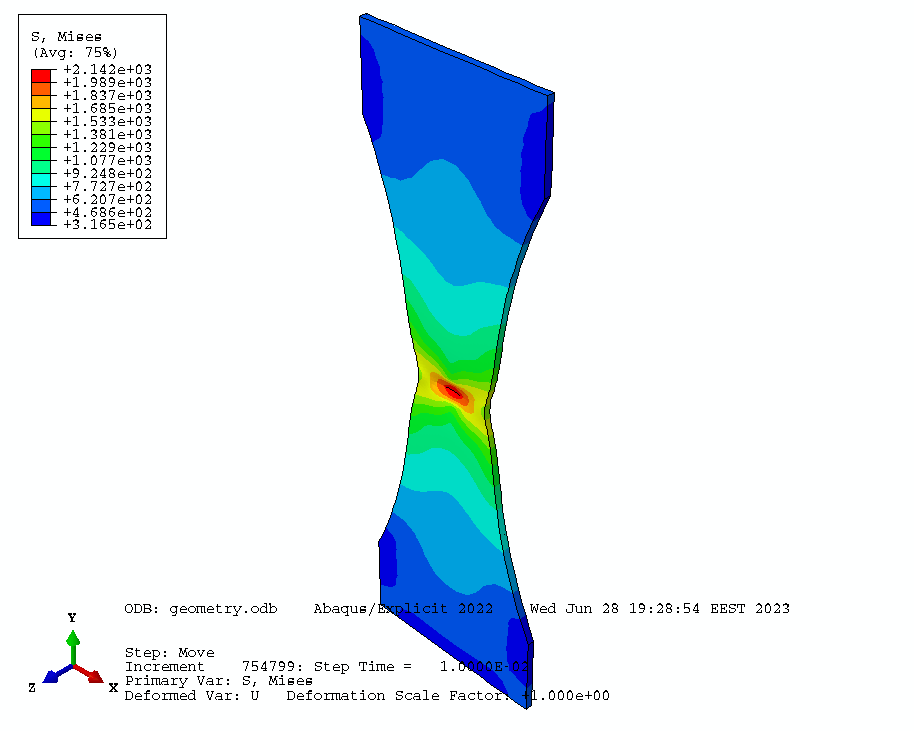 S, Mises
(Avg: 75%)
+2.142e+03
+1.989e+03
+1.837e+03
+1.685e+03
+1.533e+03
+1.381e+03
+1.229e+03
+1.077e+03
+9.248e+02
+7.727e+02
+6.207e+02
+4.686e+02
+3.165e+02
ODB: geometry.odb    Abaqus/Explicit 2022    Wed Jun 28 19:28:54 EEST 2023
Y
Z
X
Step: Move
Increment    754799: Step Time =    1.0000E-02
Primary Var: S, Mises
Deformed Var: U   Deformation Scale Factor: +1.000e+00